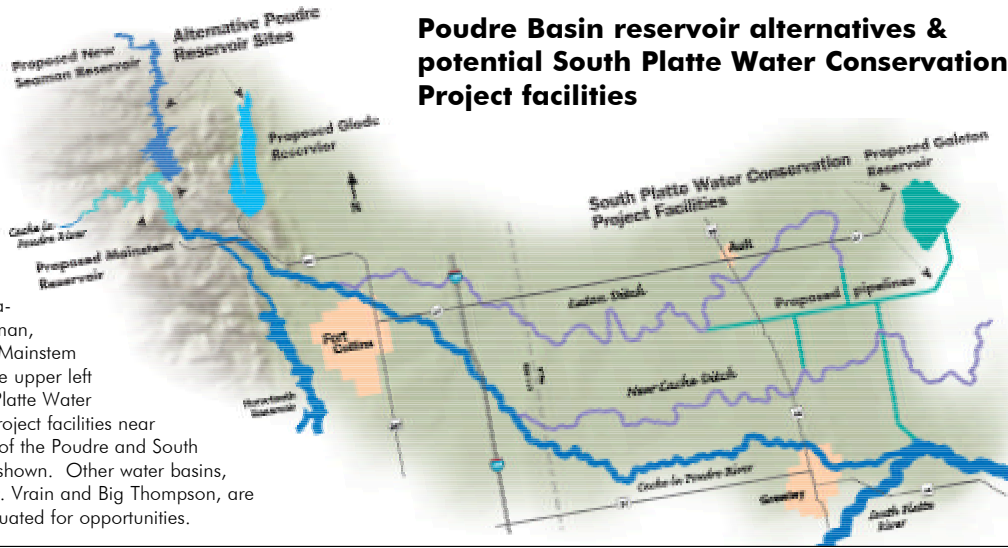 Poudre Basin reservoir alternatives &
potential South Platte Water Conservation
Project facilities
Alternative Poudre
Reservoir Sites
Proposed New
Seaman Reservoir
Proposed Glade
Reservoir
N
Cache la
Poudre River
Proposed Mainstem
Reservoir
South Platte Water Conservation
Project Facilities
Proposed Galeton
Reservoir
Ault
Larimer Ditch
Proposed pipelines
Fort
Collins
New Cache Ditch
Horsetooth
Reservoir
Cache la Poudre River
Greeley
South Platte
River
a-
man,
Mainstem
e upper left
Platte Water
roject facilities near
of the Poudre and South
shown. Other water basins,
. Vrain and Big Thompson, are
uated for opportunities.